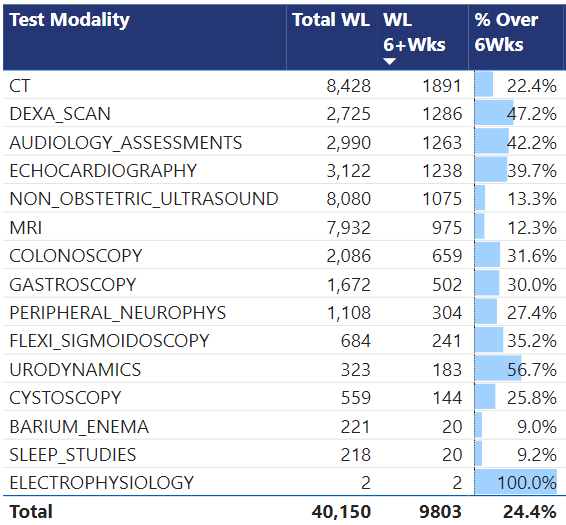 Test Modality Total WL WL 6+Wks % Over 6Wks
CT 8,428 1891 22.4%
DEXA_SCAN 2,725 1286 47.2%
AUDIOLOGY_ASSESSMENTS 2,990 1263 42.2%
ECHOCARDIOGRAPHY 3,122 1238 39.7%
NON_OBSTETRIC_ULTRASOUND 8,080 1075 13.3%
MRI 7,932 975 12.3%
COLONOSCOPY 2,086 659 31.6%
GASTROSCOPY 1,672 502 30.0%
PERIPHERAL_NEUROPHYS 1,108 304 27.4%
FLEXI_SIGMOIDOSCOPY 684 241 35.2%
URODYNAMICS 323 183 56.7%
CYSTOSCOPY 559 144 25.8%
BARIUM_ENEMA 221 20 9.0%
SLEEP_STUDIES 218 20 9.2%
ELECTROPHYSIOLOGY 2 2 100.0%
Total 40,150 9803 24.4%